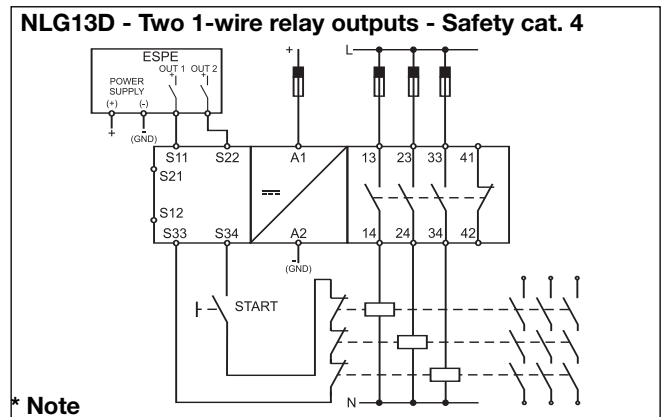 NLG13D - Two 1-wire relay outputs - Safety cat. 4
ESPE
OUT 1 OUT 2
+ +
POWER
SUPPLY
(+) (-)
+ -
(GND)
+
L
S11 S22 A1 13 23 33 41
S21
S12
S33 S34 A2 14 24 34 42
-
(GND)
START
N
* Note